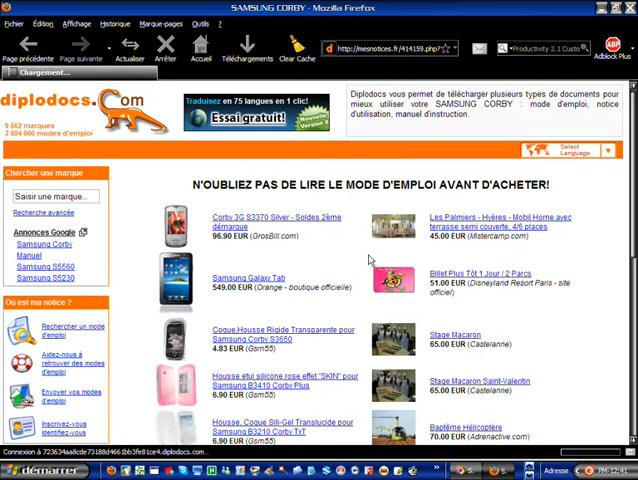 SAMSUNG CORBY - Mozilla Firefox
Fichier Édition Affichage Historique Marque-pages Outils ?
Page précédente Page suivante Actualiser Arrêter Accueil Téléchargements Clear Cache
http://mesnotices.fr/414159.php?
Productivity 2.1 Custo
ABP
Adblock Plus
Chargement...
diplodocs.Com
9 562 marques
2 694 000 modes d'emploi
Traduisez en 75 langues en 1 clic!
Essai gratuit!
Nouvelle
Version 8
Diplodocs vous permet de télécharger plusieurs types de documents pour
mieux utiliser votre SAMSUNG CORBY : mode d'emploi, notice
d'utilisation, manuel d'instruction.
Select
Language
Chercher une marque
Saisir une marque...
Recherche avancée
Annonces Google
Samsung Corby
Manuel
Samsung S5560
Samsung S5230
Où est ma notice ?
Rechercher un mode
d'emploi
Aidez-nous à
retrouver des modes
d'emploi
Envoyer vos modes
d'emploi
Inscrivez-vous
Identifiez-vous
N'OUBLIEZ PAS DE LIRE LE MODE D'EMPLOI AVANT D'ACHETER!
Corby 3G S3370 Silver - Soldes 2ème
démarque
96.90 EUR (GrosBill.com)
Samsung Galaxy Tab
549.00 EUR (Orange - boutique officielle)
Coque,Housse Rigide Transparente pour
Samsung Corby S3650
4.83 EUR (Gsm55)
Housse etui silicone rose effet "SKIN" pour
Samsung B3410 Corby Plus
6.90 EUR (Gsm55)
Housse, Coque Sili-Gel Translucide pour
Samsung B3210 Corby TxT
6.90 EUR (Gsm55)
Les Palmiers - Hyères - Mobil Home avec
terrasse semi couverte, 4/6 places
45.00 EUR (Mistercamp.com)
Billet Plus Tôt 1 Jour / 2 Parcs
51.00 EUR (Disneyland Resort Paris - site
officiel)
Stage Macaron
65.00 EUR (Castelanne)
Stage Macaron Saint-Valentin
65.00 EUR (Castelanne)
Baptême Hélicoptère
70.00 EUR (Adrenactive.com)
Connexion à 723634aa8cde73188d4661bb3fe81ce4.diplodocs.com...
démarrer
Adresse